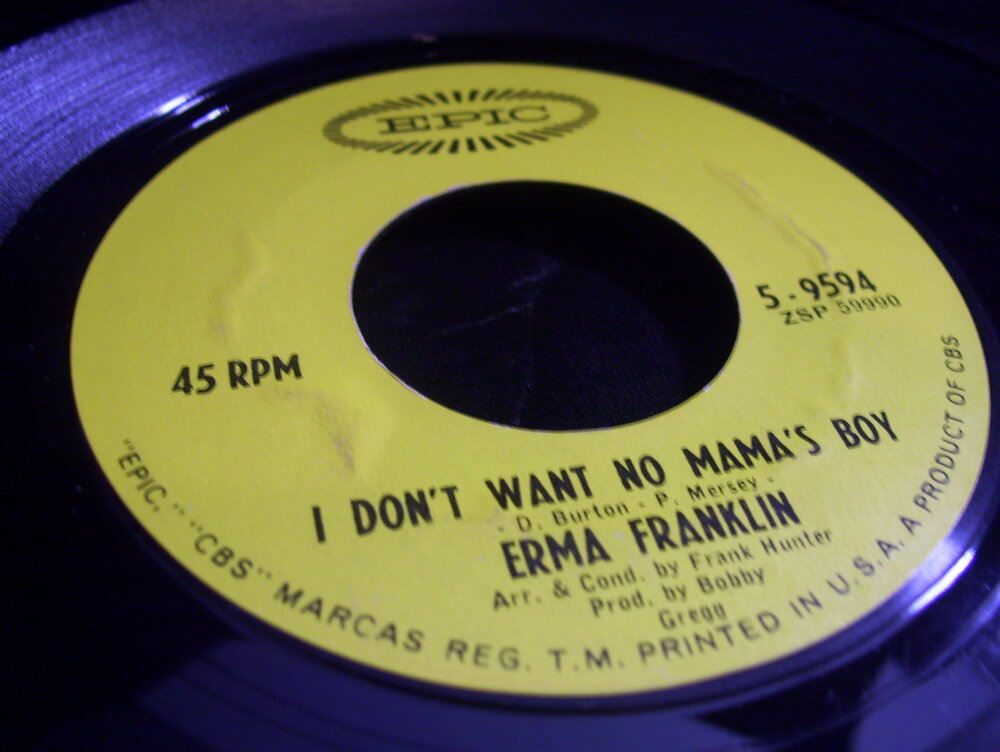 EPIC
5-9594
ZSP 59990
45 RPM
I DON'T WANT NO MAMA'S BOY
- D. Burton - P. Mersey -
ERMA FRANKLIN
Arr. & Cond. by Frank Hunter
Prod. by Bobby
Gregg
"EPIC," "CBS" MARCAS REG. T.M. PRINTED IN U.S.A. A PRODUCT OF CBS